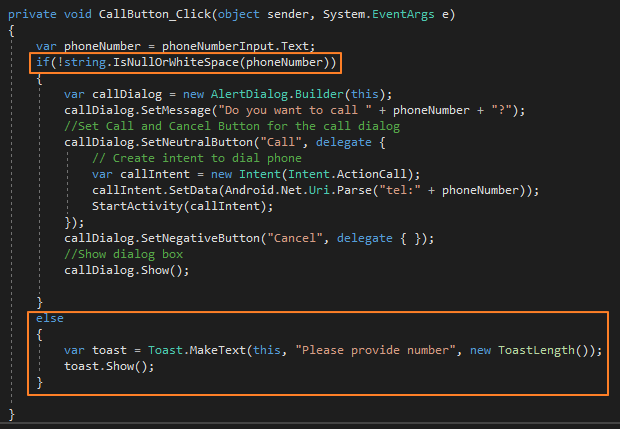 private void CallButton_Click(object sender, System.EventArgs e)
{
var phoneNumber = phoneNumberInput.Text;
if(!string.IsNullOrWhiteSpace(phoneNumber))
{
var callDialog = new AlertDialog.Builder(this);
callDialog.SetMessage("Do you want to call " + phoneNumber + "?");
//Set Call and Cancel Button for the call dialog
callDialog.SetNeutralButton("Call", delegate {
// Create intent to dial phone
var callIntent = new Intent(Intent.ActionCall);
callIntent.SetData(Android.Net.Uri.Parse("tel:" + phoneNumber));
StartActivity(callIntent);
});
callDialog.SetNegativeButton("Cancel", delegate { });
//Show dialog box
callDialog.Show();
}
else
{
var toast = Toast.MakeText(this, "Please provide number", new ToastLength());
toast.Show();
}
}